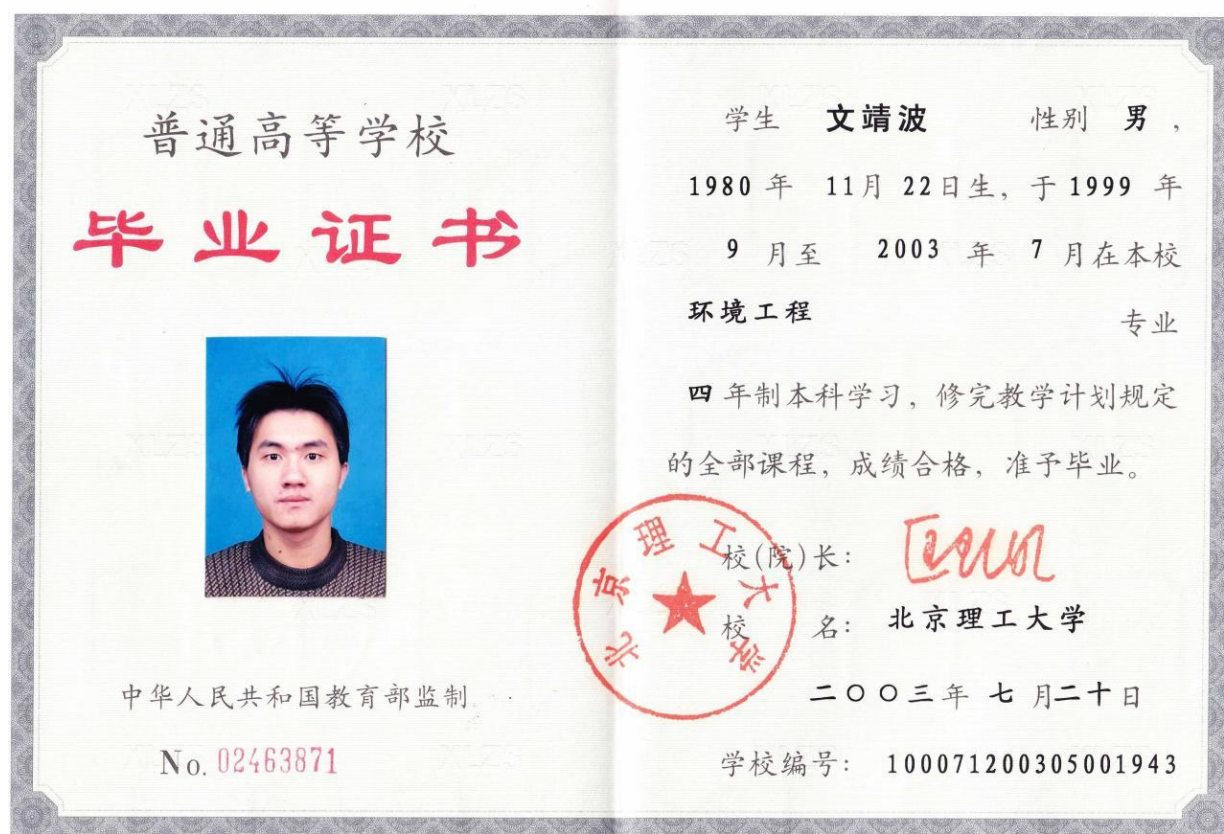 普通高等学校
毕业证书
中华人民共和国教育部监制
No. 02463871
学生 文靖波 性别 男，
1980 年 11月 22日生，于 1999 年
9 月至 2003 年 7 月在本校
环境工程 专业
四年制本科学习，修完教学计划规定
的全部课程，成绩合格，准予毕业。
校(院)长：
校 名：北京理工大学
二〇〇三年 七 月二十日
学校编号：100071200305001943
北京理工大学